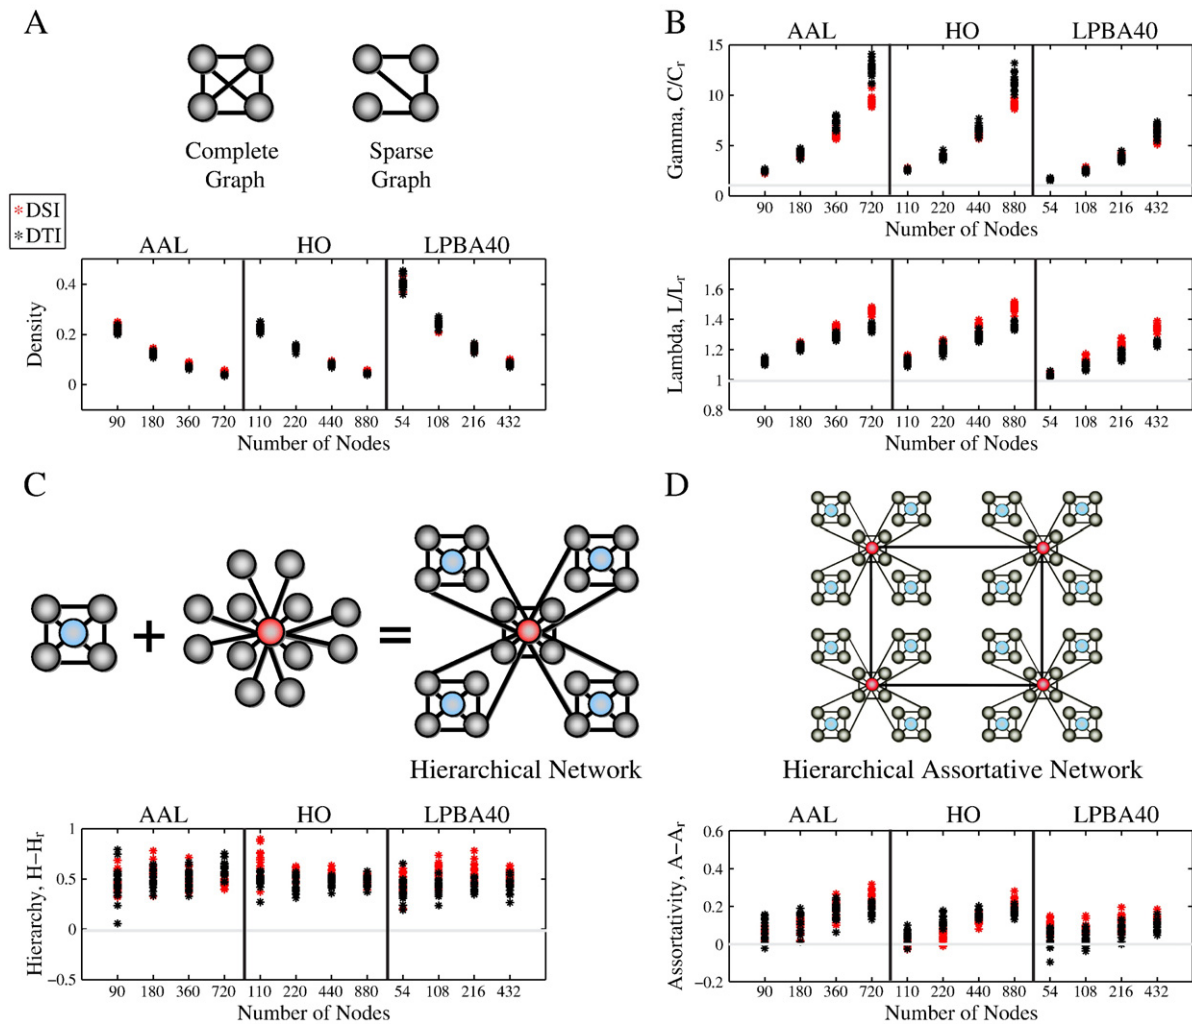 A
Complete
Graph
Sparse
Graph
*DSI
*DTI
AAL HO LPBA40
Density
0.4
0.2
0
90 180 360 720 110 220 440 880 54 108 216 432
Number of Nodes
B
AAL HO LPBA40
Gamma, C/Cr
15
10
5
0
90 180 360 720 110 220 440 880 54 108 216 432
Number of Nodes
Lambda, L/Lr
1.6
1.4
1.2
1
0.8
90 180 360 720 110 220 440 880 54 108 216 432
Number of Nodes
C
+ =
Hierarchical Network
AAL HO LPBA40
Hierarchy, H−Hr
1
0.5
0
−0.5
90 180 360 720 110 220 440 880 54 108 216 432
Number of Nodes
D
Hierarchical Assortative Network
AAL HO LPBA40
Assortativity, A−Ar
0.6
0.4
0.2
0
−0.2
90 180 360 720 110 220 440 880 54 108 216 432
Number of Nodes